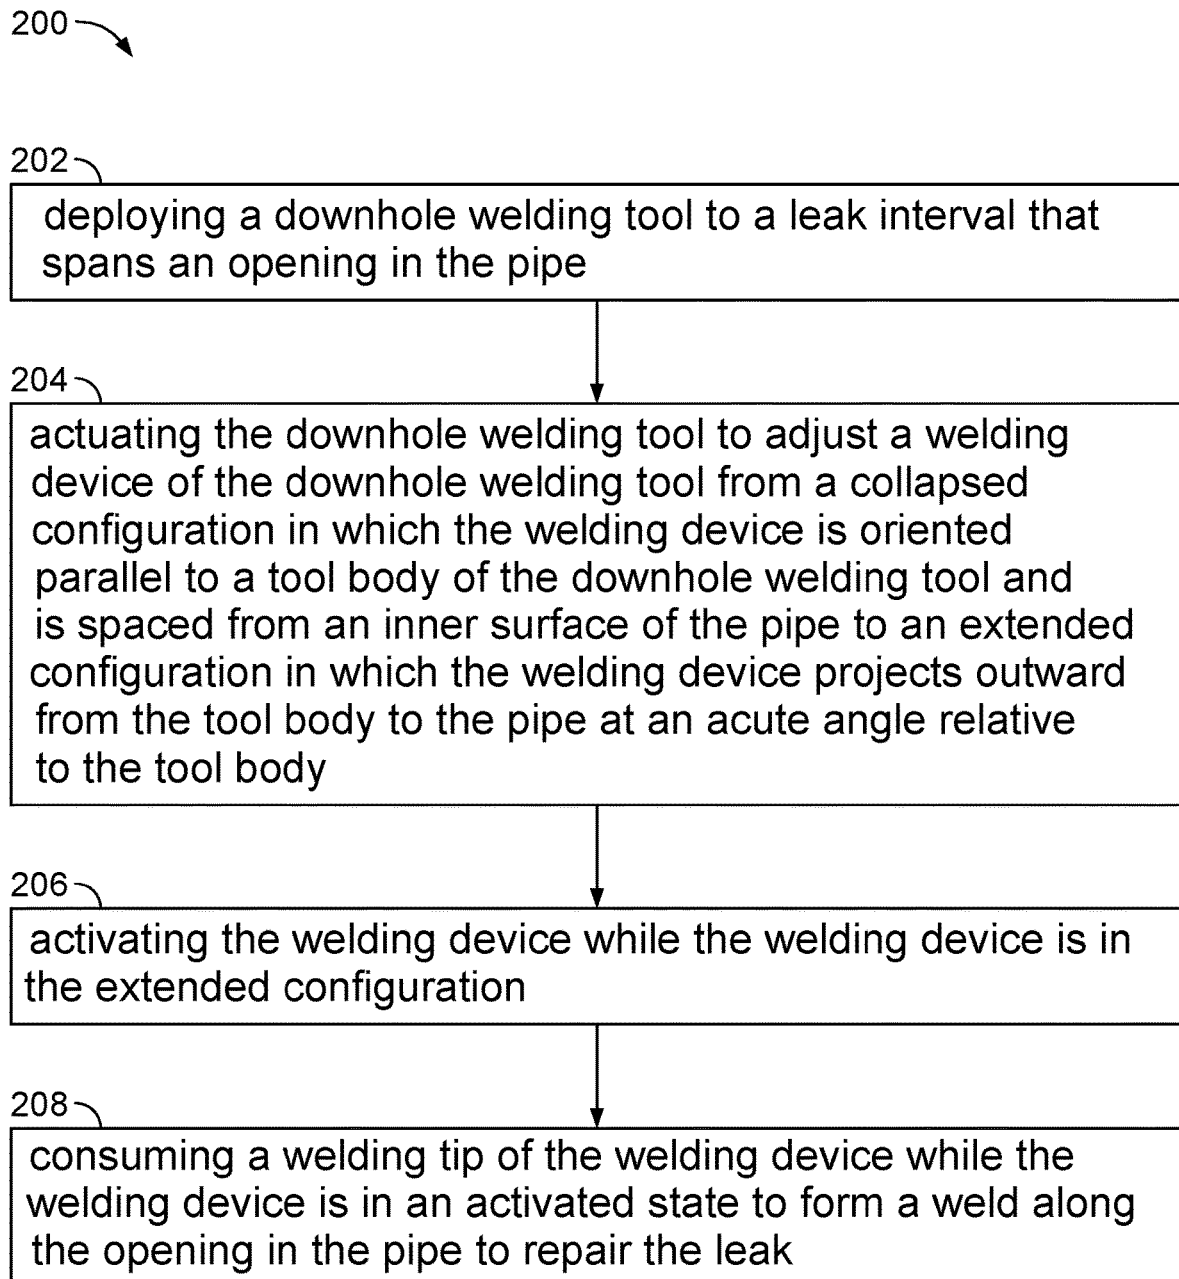 200
202
deploying a downhole welding tool to a leak interval that
spans an opening in the pipe
204
actuating the downhole welding tool to adjust a welding
device of the downhole welding tool from a collapsed
configuration in which the welding device is oriented
parallel to a tool body of the downhole welding tool and
is spaced from an inner surface of the pipe to an extended
configuration in which the welding device projects outward
from the tool body to the pipe at an acute angle relative
to the tool body
206
activating the welding device while the welding device is in
the extended configuration
208
consuming a welding tip of the welding device while the
welding device is in an activated state to form a weld along
the opening in the pipe to repair the leak